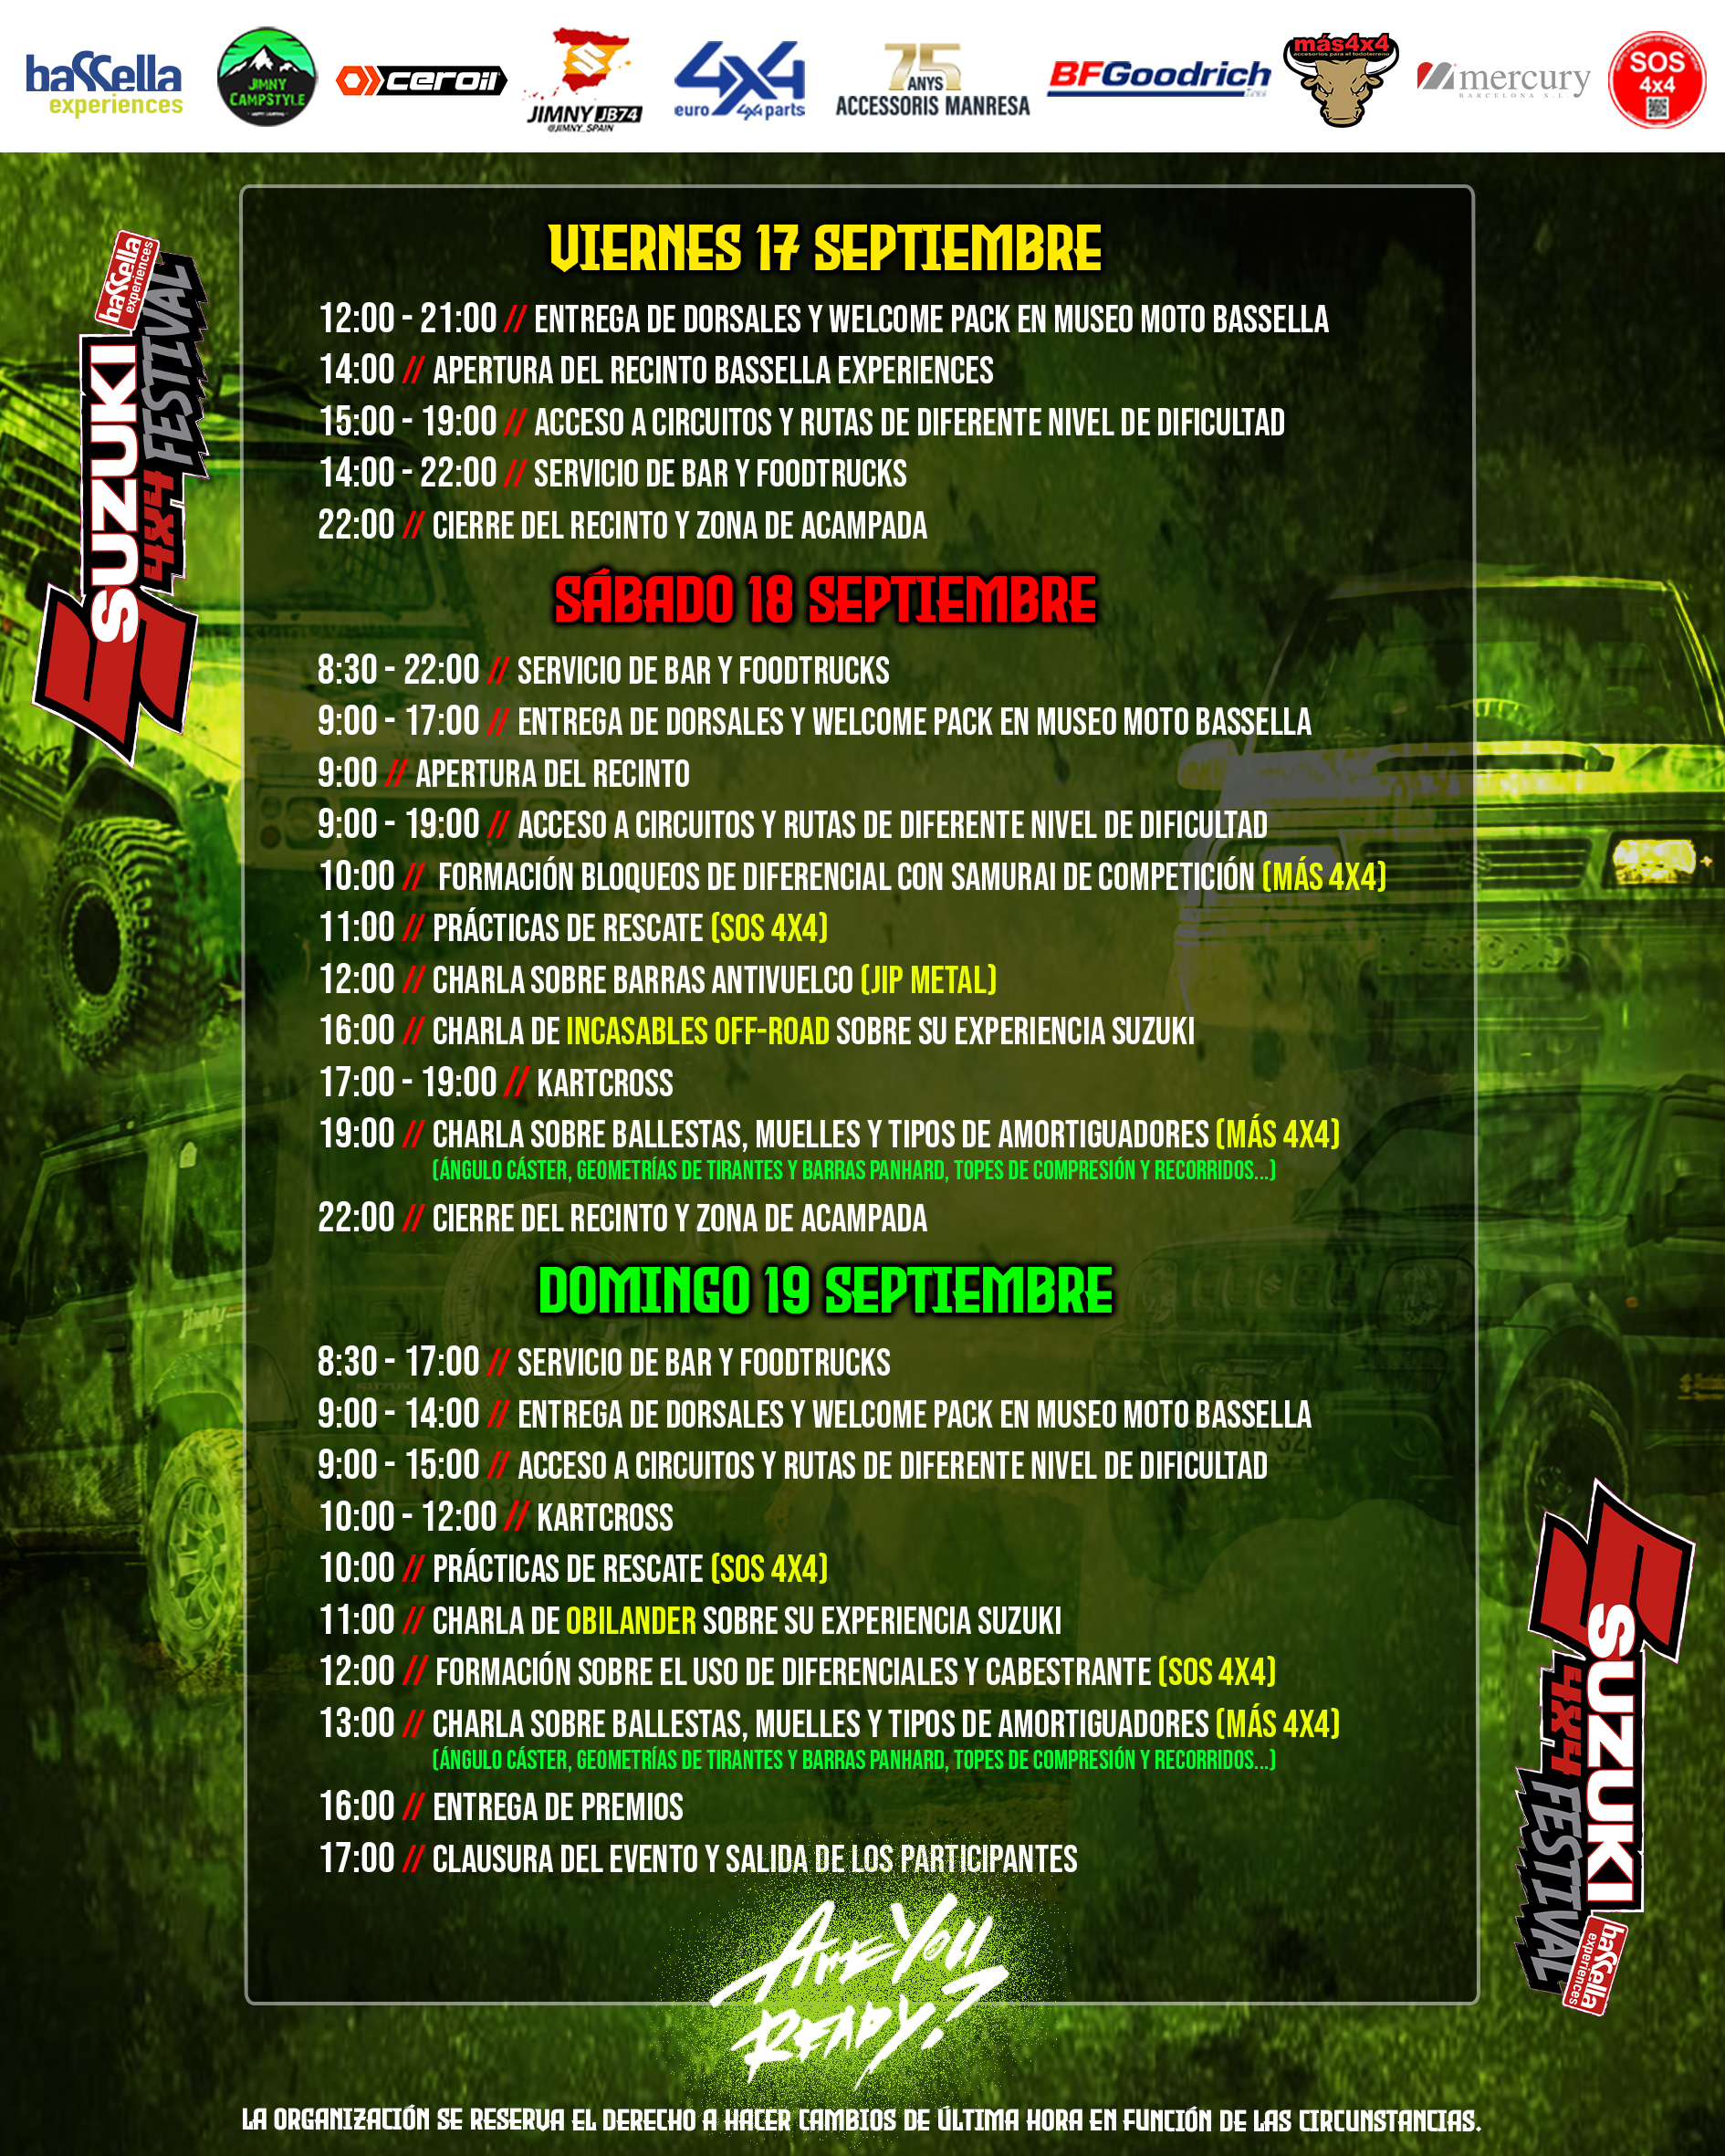 baSSella
experiences
JIMNY
CAMPSTYLE
ceroil
JIMNY JB74
@JIMNY_SPAIN
4x4
euro 4x4 parts
75
ANYS
ACCESSORIS MANRESA
BFGoodrich
más4x4
accesorios para el todoterreno
mercury
BARCELONA S.L.
SOS
4x4
baSSella
experiences
SUZUKI
4X4 FESTIVAL
VIERNES 17 SEPTIEMBRE
12:00 - 21:00 // ENTREGA DE DORSALES Y WELCOME PACK EN MUSEO MOTO BASSELLA
14:00 // APERTURA DEL RECINTO BASSELLA EXPERIENCES
15:00 - 19:00 // ACCESO A CIRCUITOS Y RUTAS DE DIFERENTE NIVEL DE DIFICULTAD
14:00 - 22:00 // SERVICIO DE BAR Y FOODTRUCKS
22:00 // CIERRE DEL RECINTO Y ZONA DE ACAMPADA
SÁBADO 18 SEPTIEMBRE
8:30 - 22:00 // SERVICIO DE BAR Y FOODTRUCKS
9:00 - 17:00 // ENTREGA DE DORSALES Y WELCOME PACK EN MUSEO MOTO BASSELLA
9:00 // APERTURA DEL RECINTO
9:00 - 19:00 // ACCESO A CIRCUITOS Y RUTAS DE DIFERENTE NIVEL DE DIFICULTAD
10:00 // FORMACIÓN BLOQUEOS DE DIFERENCIAL CON SAMURAI DE COMPETICIÓN (MÁS 4X4)
11:00 // PRÁCTICAS DE RESCATE (SOS 4X4)
12:00 // CHARLA SOBRE BARRAS ANTIVUELCO (JIP METAL)
16:00 // CHARLA DE INCASABLES OFF-ROAD SOBRE SU EXPERIENCIA SUZUKI
17:00 - 19:00 // KARTCROSS
19:00 // CHARLA SOBRE BALLESTAS, MUELLES Y TIPOS DE AMORTIGUADORES (MÁS 4X4)
(ÁNGULO CÁSTER, GEOMETRÍAS DE TIRANTES Y BARRAS PANHARD, TOPES DE COMPRESIÓN Y RECORRIDOS...)
22:00 // CIERRE DEL RECINTO Y ZONA DE ACAMPADA
DOMINGO 19 SEPTIEMBRE
8:30 - 17:00 // SERVICIO DE BAR Y FOODTRUCKS
9:00 - 14:00 // ENTREGA DE DORSALES Y WELCOME PACK EN MUSEO MOTO BASSELLA
9:00 - 15:00 // ACCESO A CIRCUITOS Y RUTAS DE DIFERENTE NIVEL DE DIFICULTAD
10:00 - 12:00 // KARTCROSS
10:00 // PRÁCTICAS DE RESCATE (SOS 4X4)
11:00 // CHARLA DE OBILANDER SOBRE SU EXPERIENCIA SUZUKI
12:00 // FORMACIÓN SOBRE EL USO DE DIFERENCIALES Y CABESTRANTE (SOS 4X4)
13:00 // CHARLA SOBRE BALLESTAS, MUELLES Y TIPOS DE AMORTIGUADORES (MÁS 4X4)
(ÁNGULO CÁSTER, GEOMETRÍAS DE TIRANTES Y BARRAS PANHARD, TOPES DE COMPRESIÓN Y RECORRIDOS...)
16:00 // ENTREGA DE PREMIOS
17:00 // CLAUSURA DEL EVENTO Y SALIDA DE LOS PARTICIPANTES
SUZUKI
4X4 FESTIVAL
baSSella
experiences
ARE YOU
READY?
LA ORGANIZACIÓN SE RESERVA EL DERECHO A HACER CAMBIOS DE ÚLTIMA HORA EN FUNCIÓN DE LAS CIRCUNSTANCIAS.